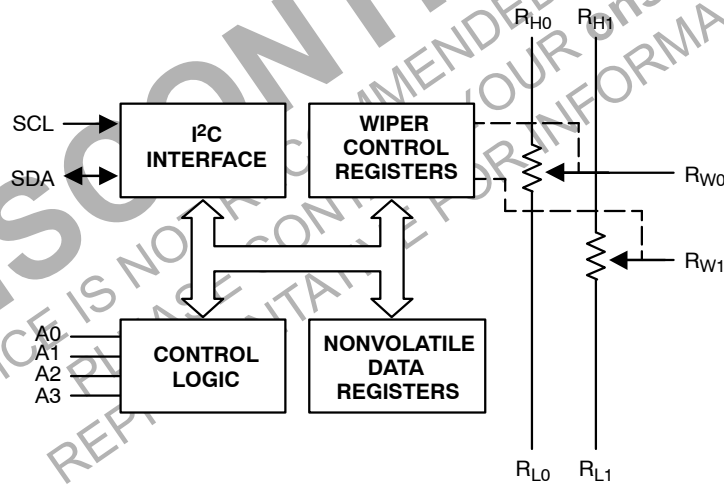 R_H0 R_H1
SCL
SDA
I²C
INTERFACE
WIPER
CONTROL
REGISTERS
R_W0
R_W1
A0
A1
A2
A3
CONTROL
LOGIC
NONVOLATILE
DATA
REGISTERS
R_L0 R_L1